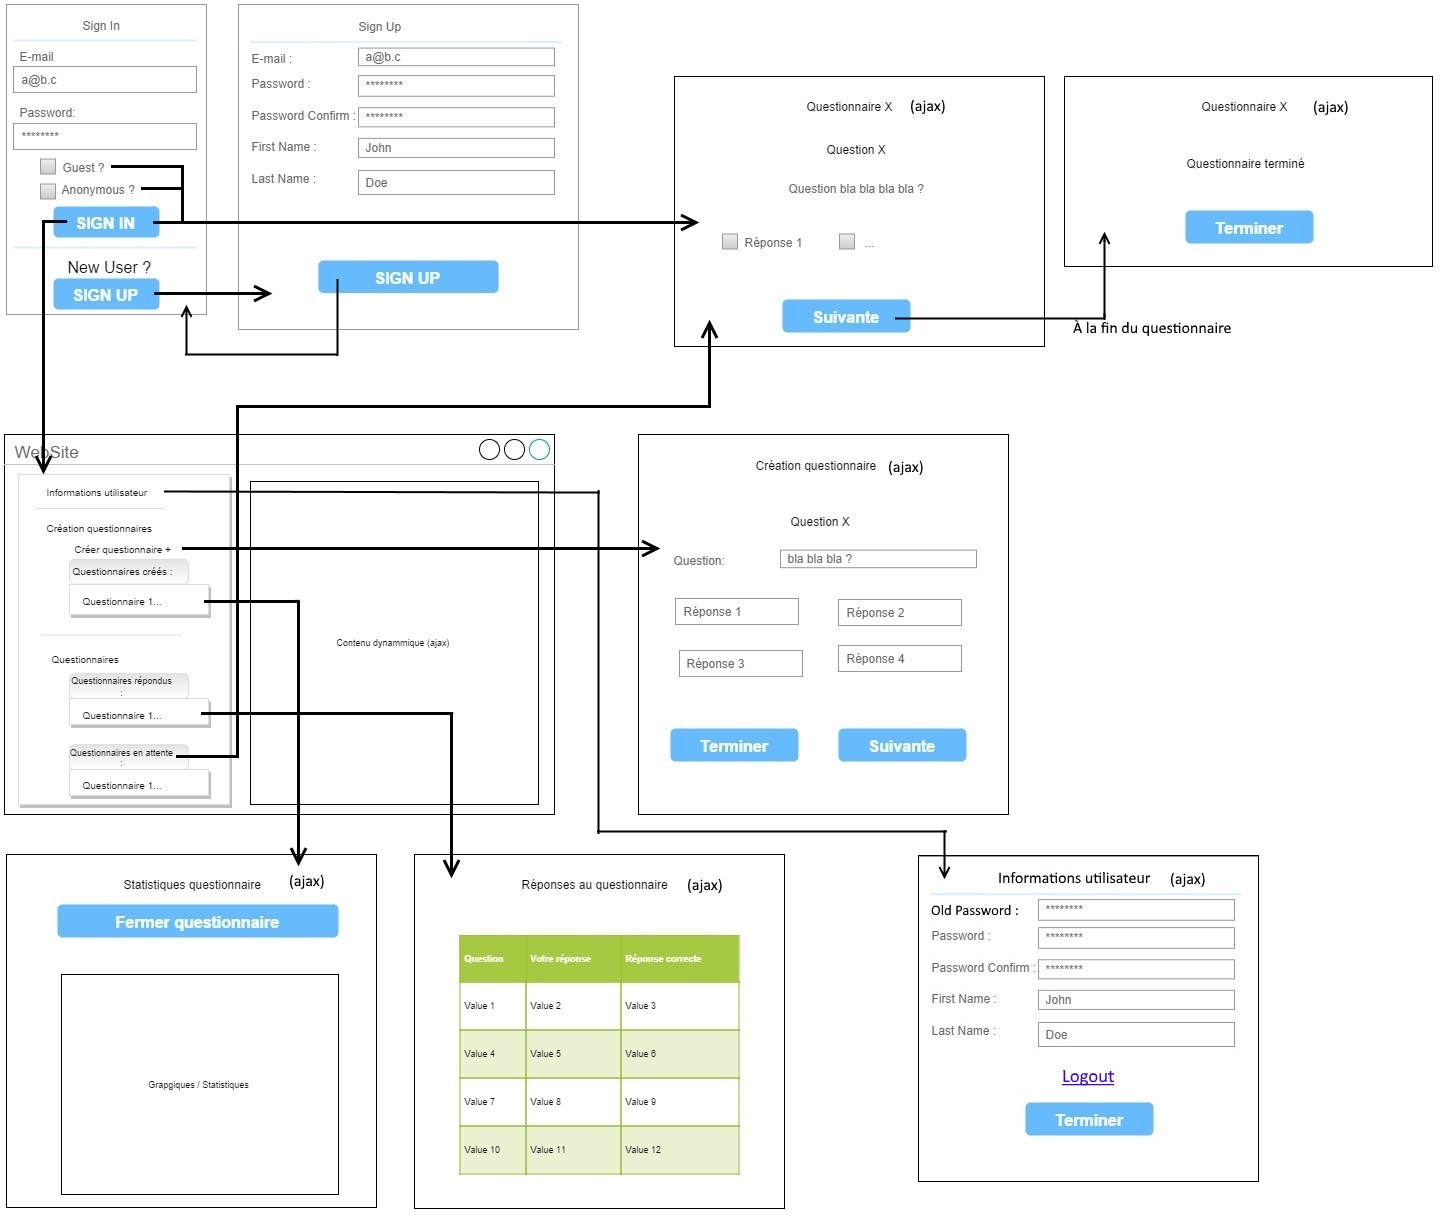 Sign In
E-mail
a@b.c
Password:
********
Guest ?
Anonymous ?
SIGN IN
New User ?
SIGN UP
Sign Up
E-mail :
a@b.c
Password :
********
Password Confirm :
********
First Name :
John
Last Name :
Doe
SIGN UP
Questionnaire X (ajax)
Question X
Question bla bla bla bla ?
Réponse 1
...
Suivante
Questionnaire X (ajax)
Questionnaire terminé
Terminer
À la fin du questionnaire
WebSite
Informations utilisateur
Création questionnaires
Créer questionnaire +
Questionnaires créés :
Questionnaire 1...
Questionnaires
Questionnaires répondus
:
Questionnaire 1...
Questionnaires en attente
:
Questionnaire 1...
Contenu dynammique (ajax)
Création questionnaire (ajax)
Question X
Question:
bla bla bla ?
Réponse 1
Réponse 2
Réponse 3
Réponse 4
Terminer
Suivante
Statistiques questionnaire (ajax)
Fermer questionnaire
Grapgiques / Statistiques
Réponses au questionnaire (ajax)
Question Votre réponse Réponse correcte
Value 1 Value 2 Value 3
Value 4 Value 5 Value 6
Value 7 Value 8 Value 9
Value 10 Value 11 Value 12
Informations utilisateur (ajax)
Old Password :
********
Password :
********
Password Confirm :
********
First Name :
John
Last Name :
Doe
Logout
Terminer